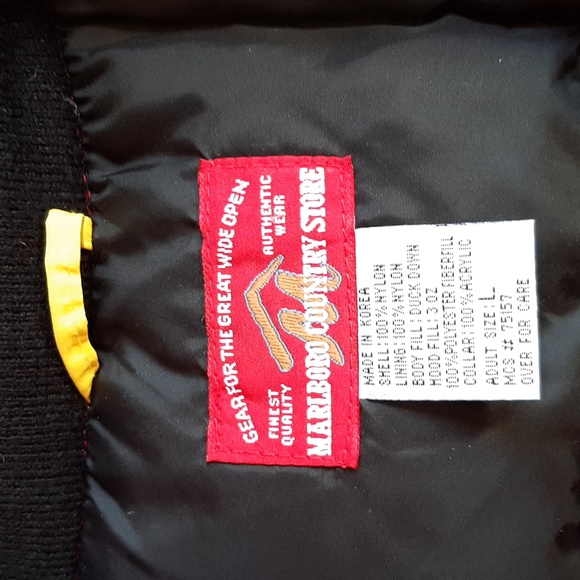 GEAR FOR THE GREAT WIDE OPEN
FINEST QUALITY
AUTHENTIC WEAR
MARLBORO COUNTRY STORE
MADE IN KOREA
SHELL:100%NYLON
LINING:100%NYLON
BODY FILL:DUCK DOWN
HOOD FILL:3 OZ
100%POLYESTER FIBERFILL
COLLAR:100%ACRYLIC
ADULT SIZE:L
MCS# 75157
OVER FOR CARE